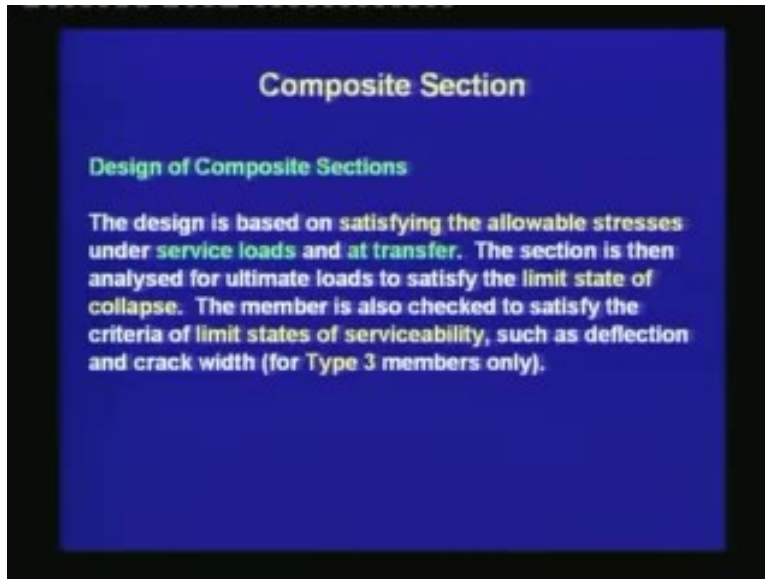 Composite Section
Design of Composite Sections
The design is based on satisfying the allowable stresses
under service loads and at transfer. The section is then
analysed for ultimate loads to satisfy the limit state of
collapse. The member is also checked to satisfy the
criteria of limit states of serviceability, such as deflection
and crack width (for Type 3 members only).